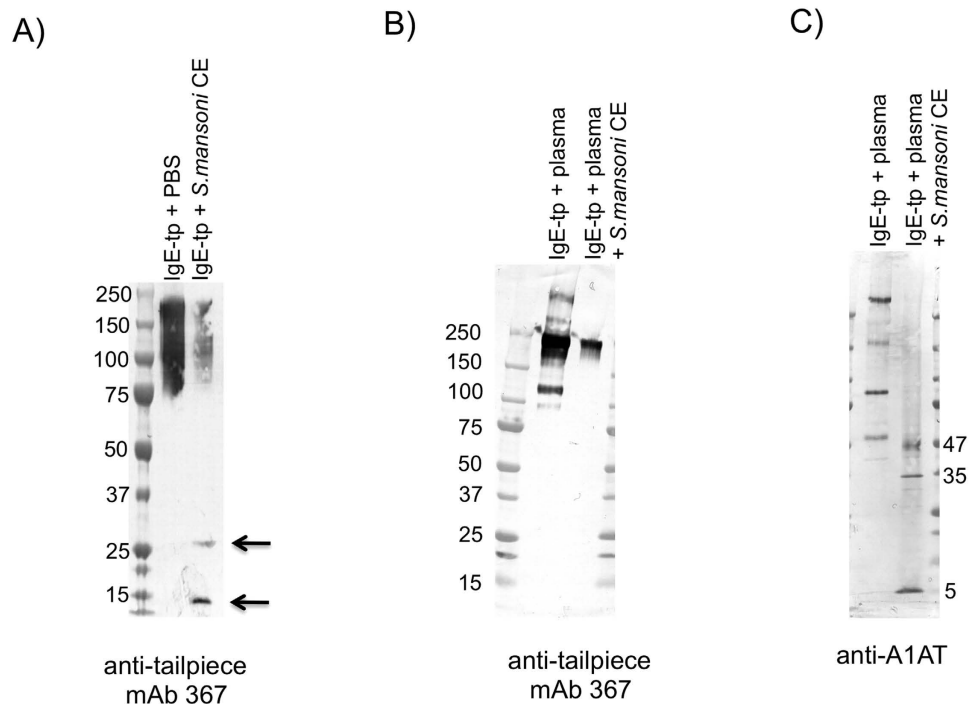 A)
IgE-tp + PBS
IgE-tp + S.mansoni CE
250
150
100
75
50
37
25
15
anti-tailpiece
mAb 367
B)
IgE-tp + plasma
IgE-tp + plasma
+ S.mansoni CE
250
150
100
75
50
37
25
15
anti-tailpiece
mAb 367
C)
IgE-tp + plasma
IgE-tp + plasma
+ S.mansoni CE
47
35
5
anti-A1AT